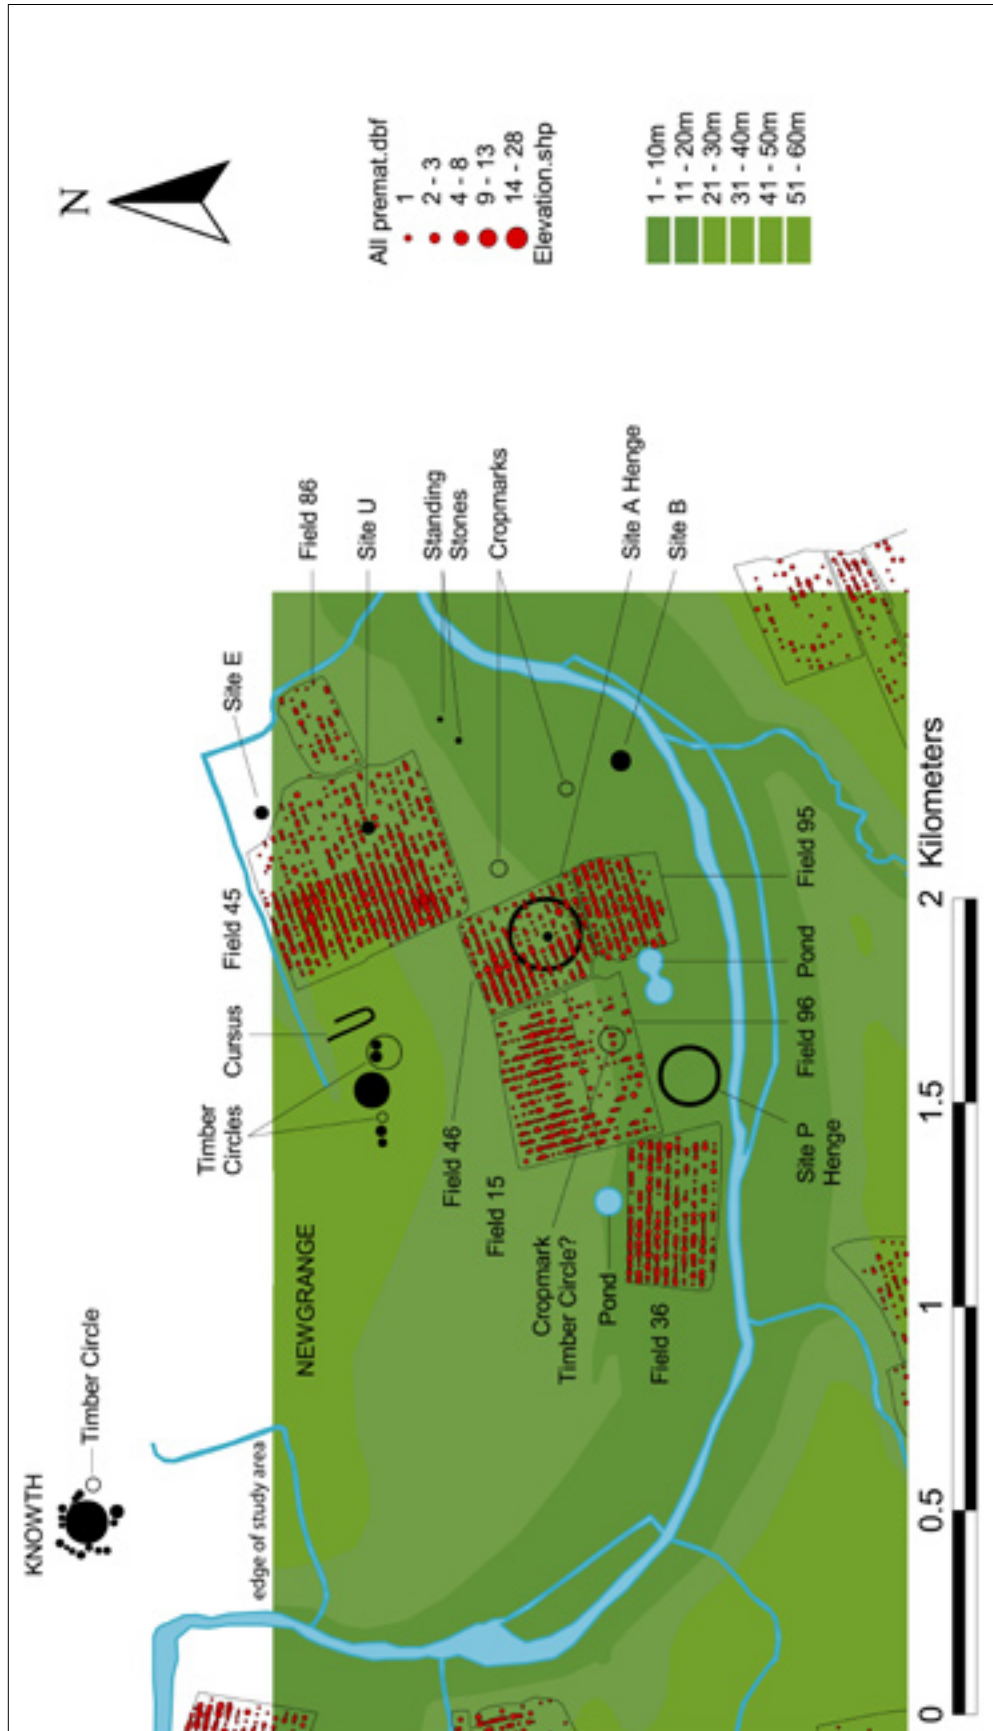 KNOWTH
Timber Circle
edge of study area
NEWGRANGE
Timber
Circles
Cursus
Field 45
Site E
Field 86
Site U
Standing
Stones
Cropmarks
Site A Henge
Site B
Field 46
Field 15
Cropmark
Timber Circle?
Pond
Field 36
Site P
Henge
Field 96
Pond
Field 95
0
0.5
1
1.5
2
Kilometers
N
All premat.dbf
1
2 - 3
4 - 8
9 - 13
14 - 28
Elevation.shp
1 - 10m
11 - 20m
21 - 30m
31 - 40m
41 - 50m
51 - 60m